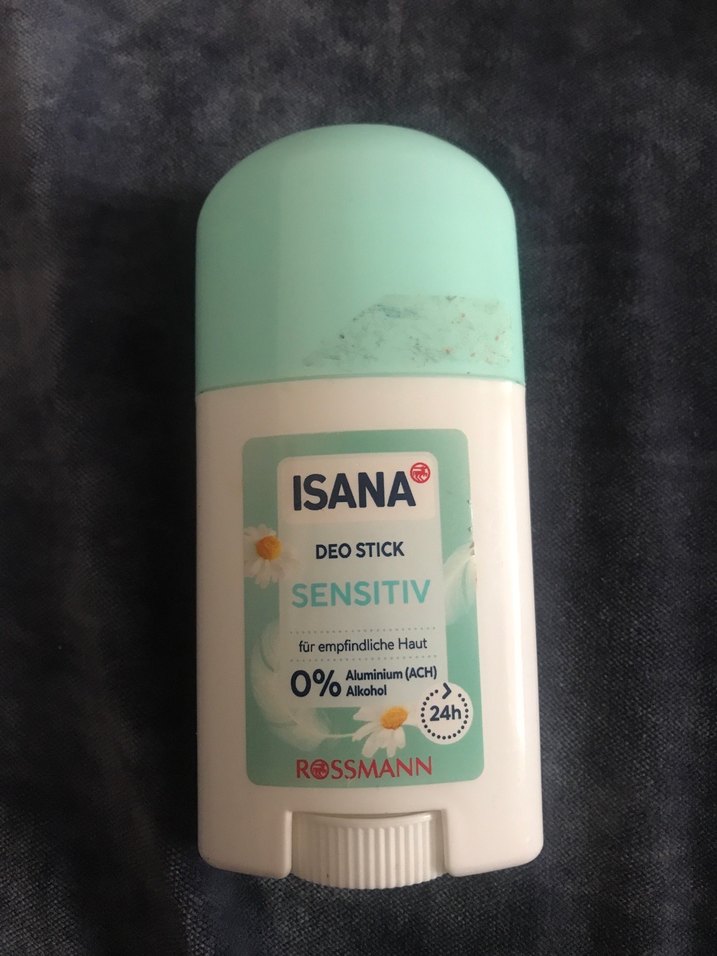 ISANA
DEO STICK
SENSITIV
für empfindliche Haut
0% Aluminium (ACH)
Alkohol
24h
ROSSMANN